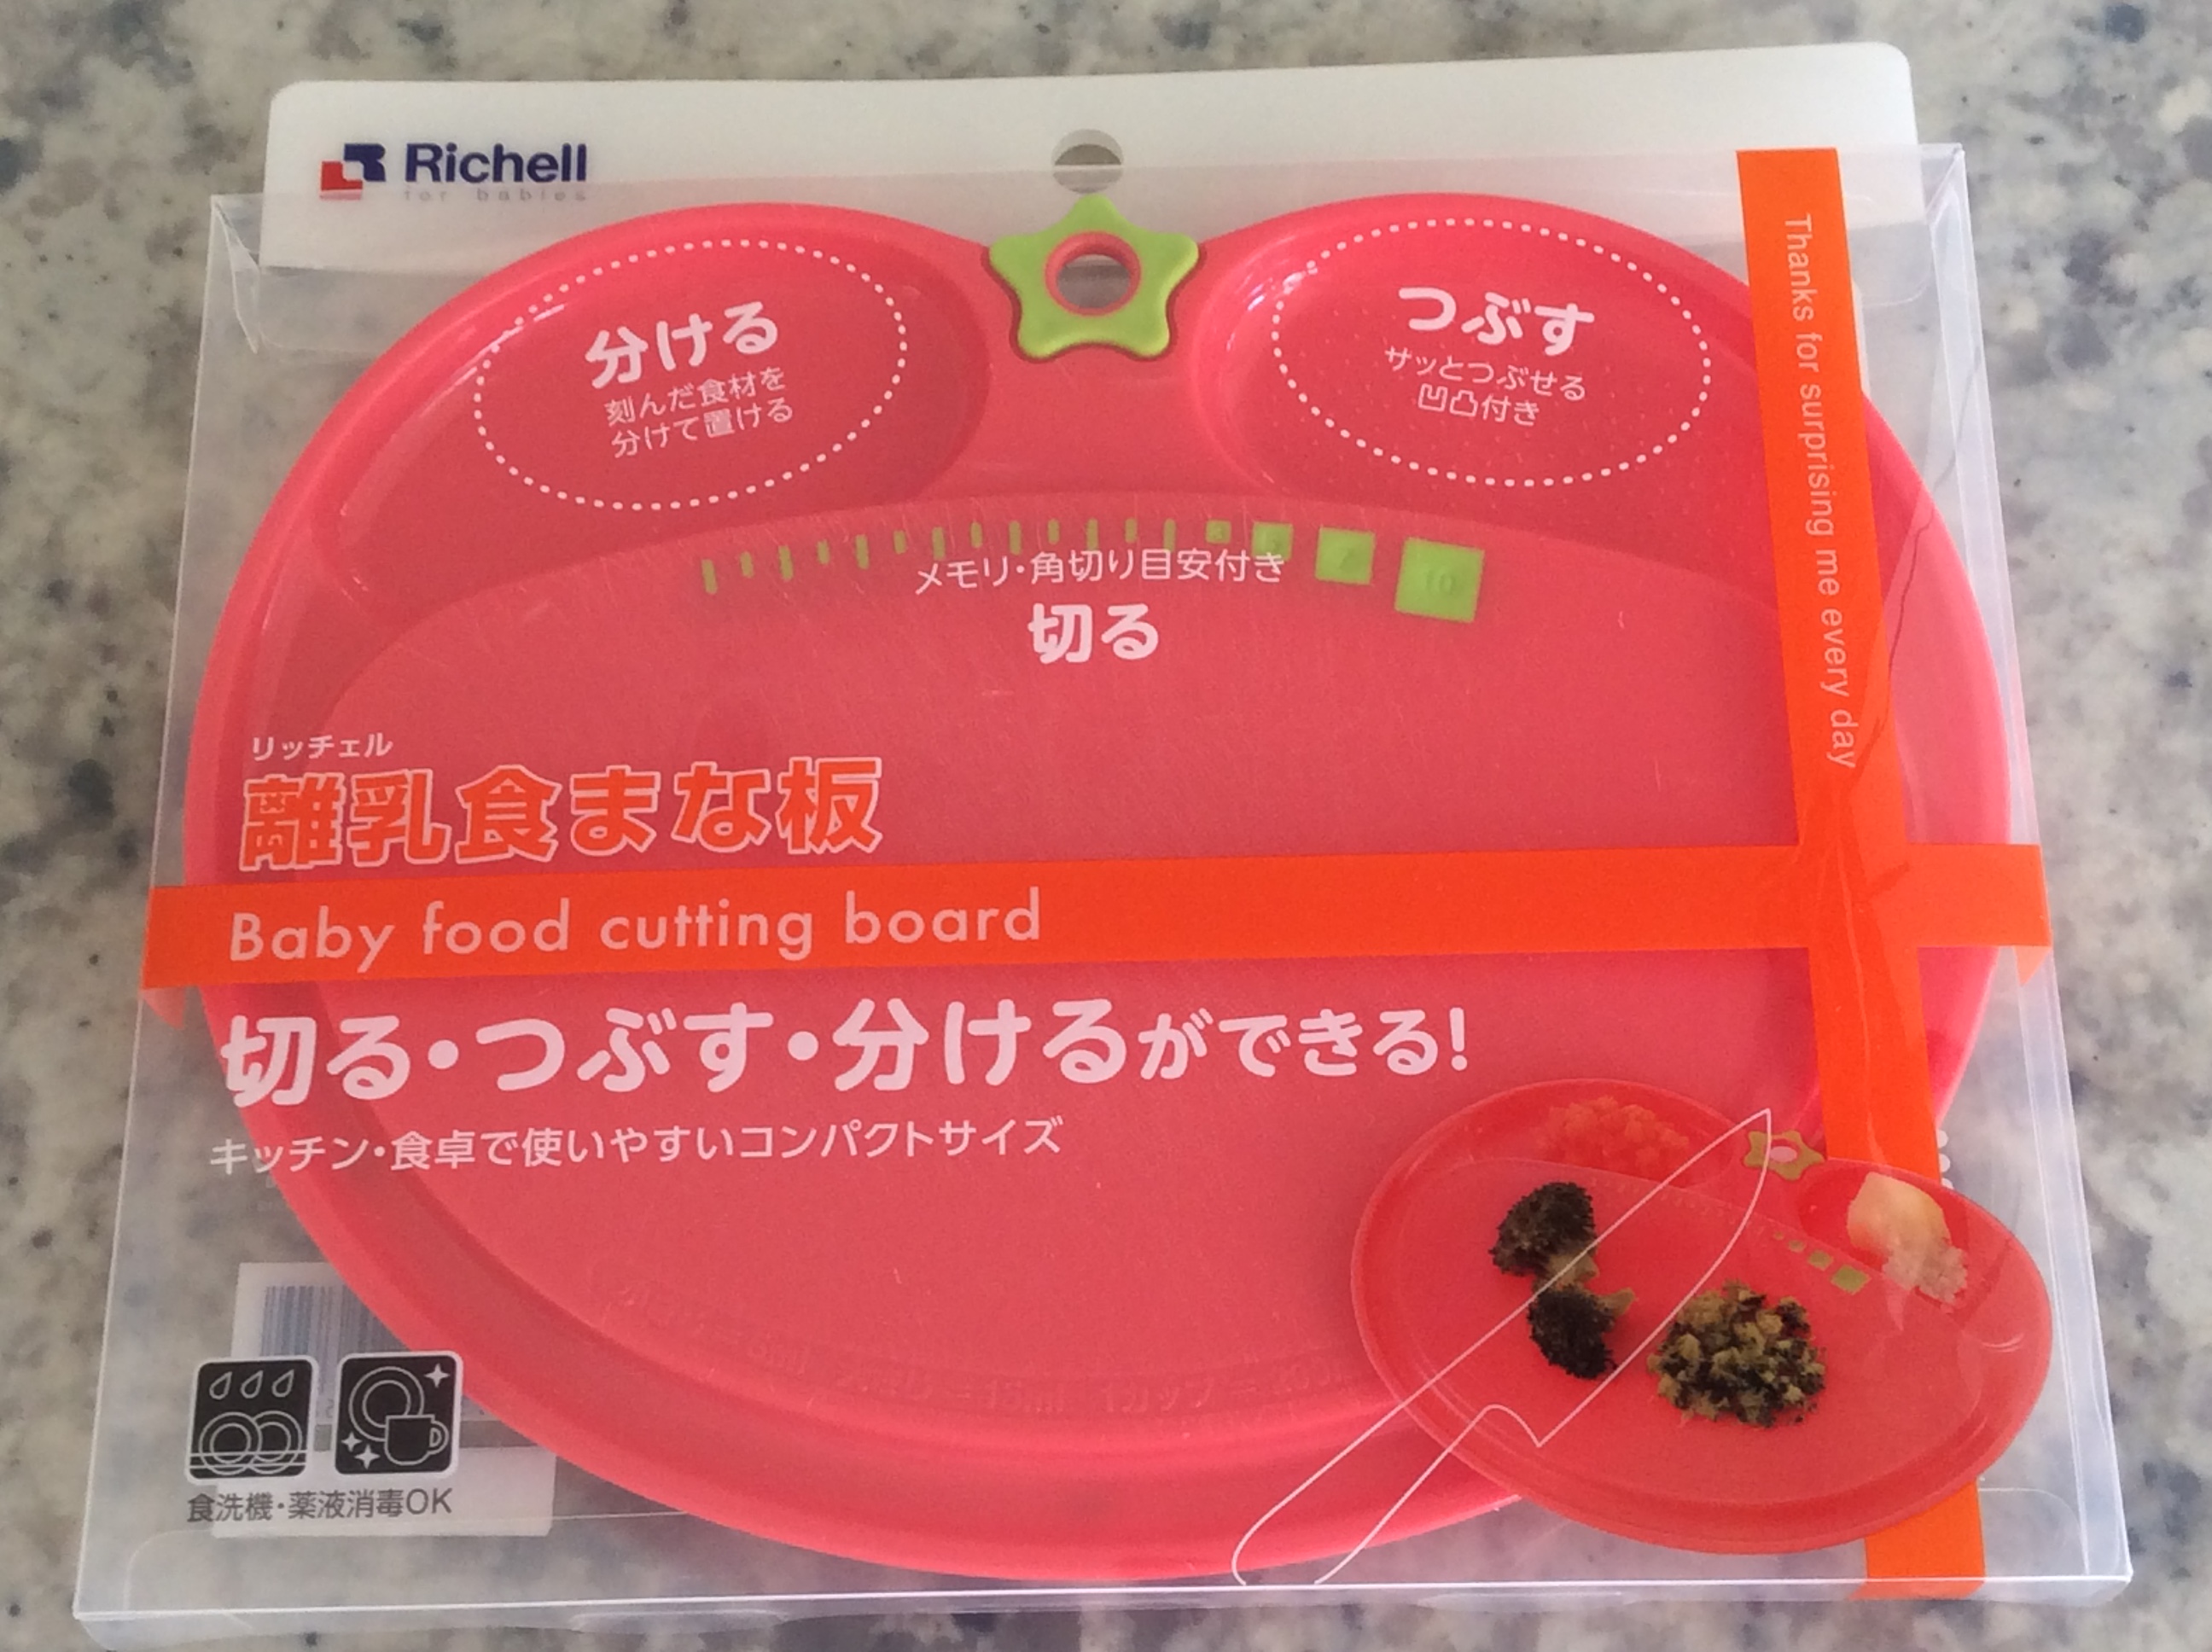 Richell
for babies
分ける
刻んだ食材を
分けて置ける
つぶす
サッとつぶせる
凹凸付き
Thanks for surprising me every day
10
メモリ・角切り目安付き
切る
リッチェル
離乳食まな板
Baby food cutting board
切る・つぶす・分けるができる!
キッチン・食卓で使いやすいコンパクトサイズ
1カップ
食洗機・薬液消毒OK